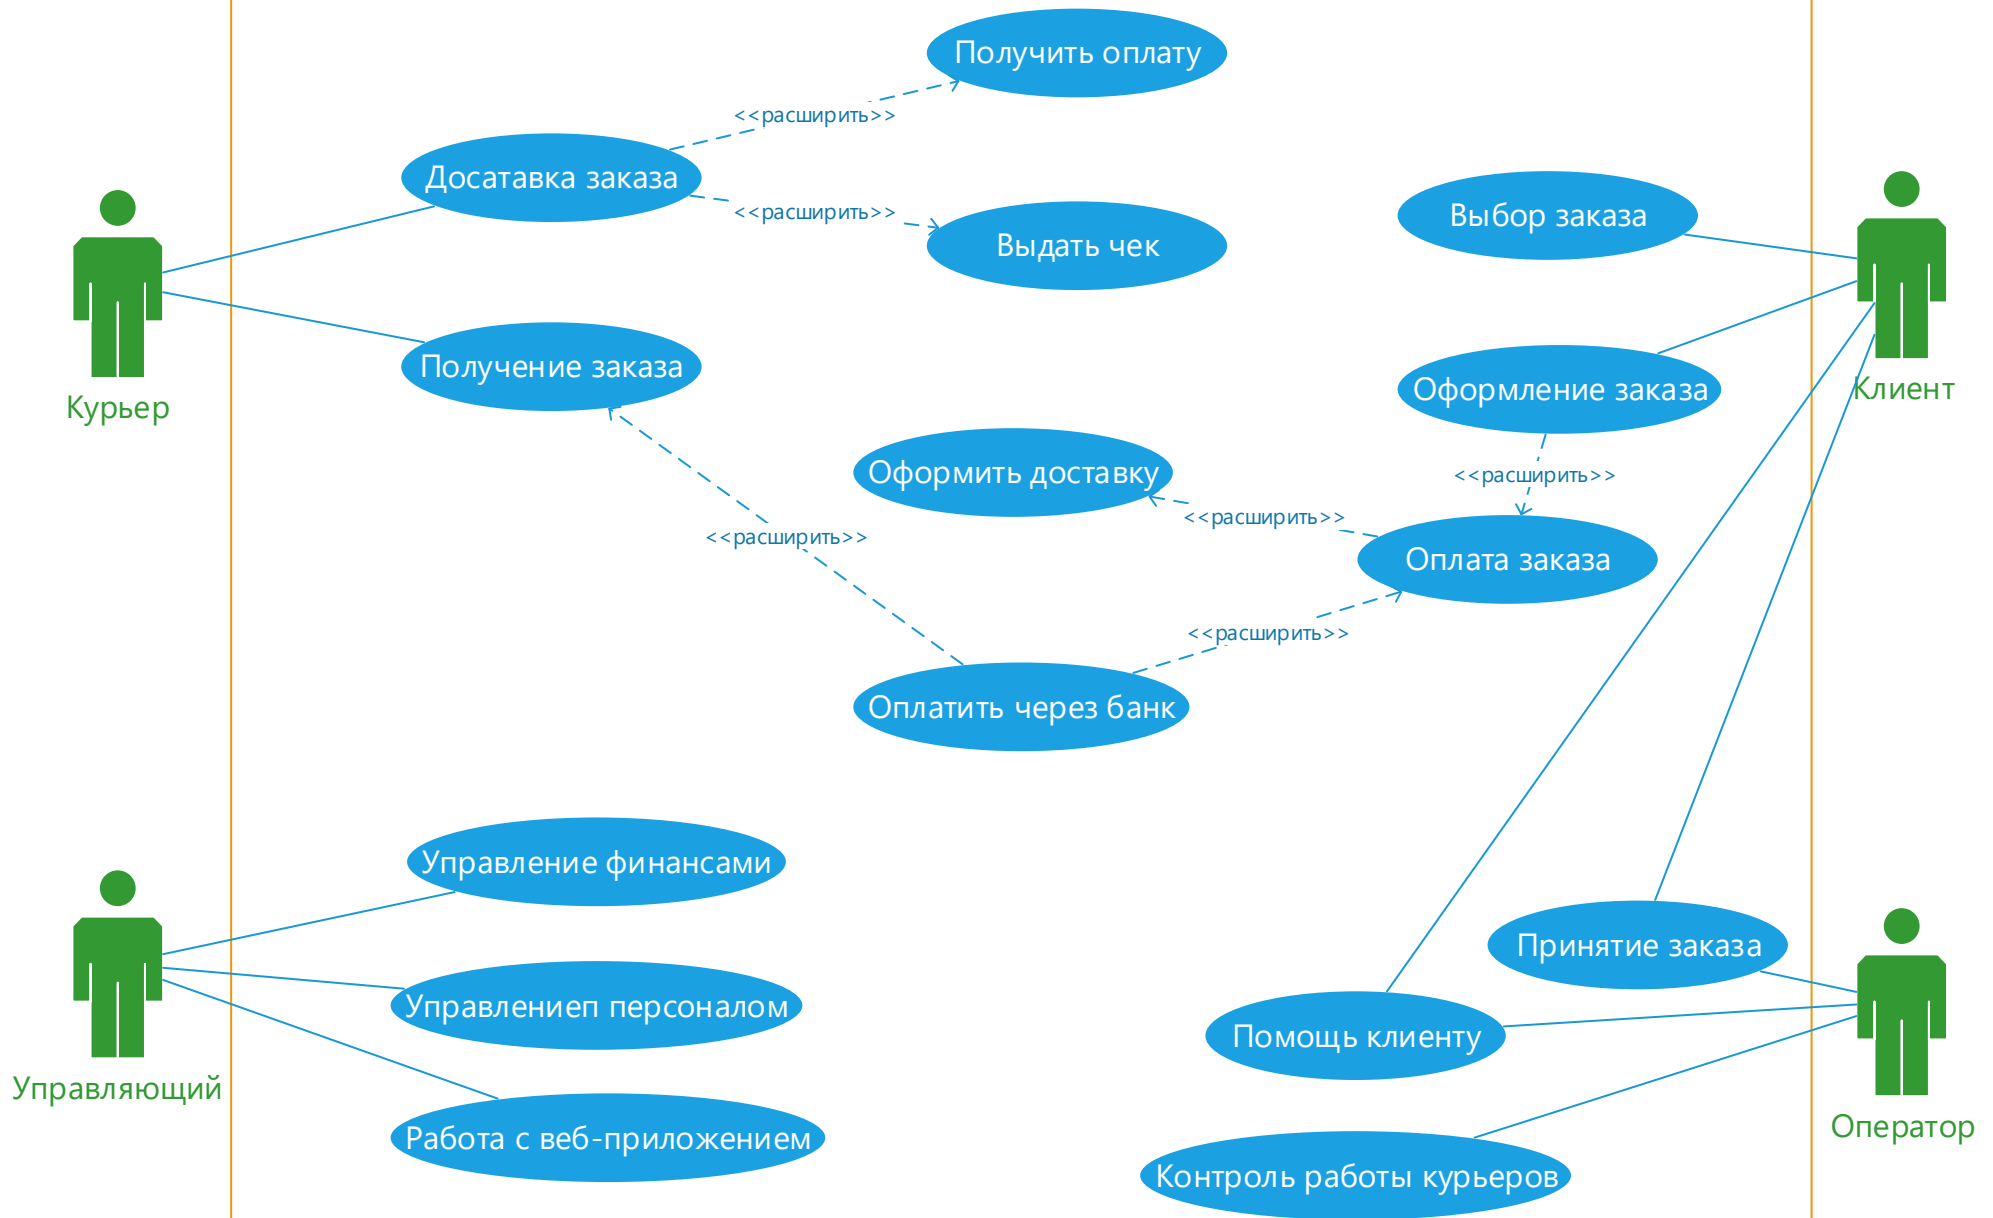 Получить оплату
<<расширить>>
Досатавка заказа
<<расширить>>
Выбор заказа
Выдать чек
Получение заказа
Оформление заказа
Клиент
Курьер
Оформить доставку
<<расширить>>
<<расширить>>
<<расширить>>
Оплата заказа
<<расширить>>
Оплатить через банк
Управление финансами
Принятие заказа
Управлениеп персоналом
Помощь клиенту
Управляющий
Оператор
Работа с веб-приложением
Контроль работы курьеров